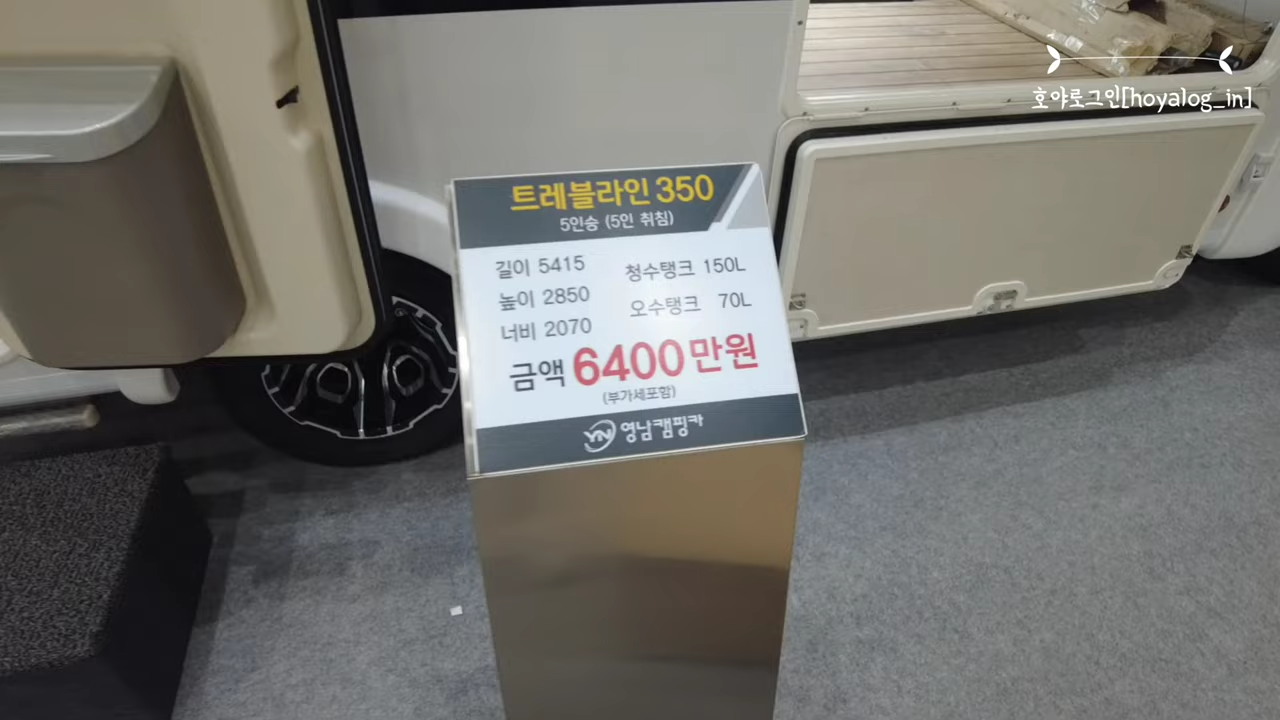 호야로그인[hoyalog_in]
트레블라인 350
5인승 (5인 취침)
길이 5415
높이 2850
너비 2070
청수탱크 150L
오수탱크 70L
금액 6400만원
(부가세포함)
YN 영남캠핑카